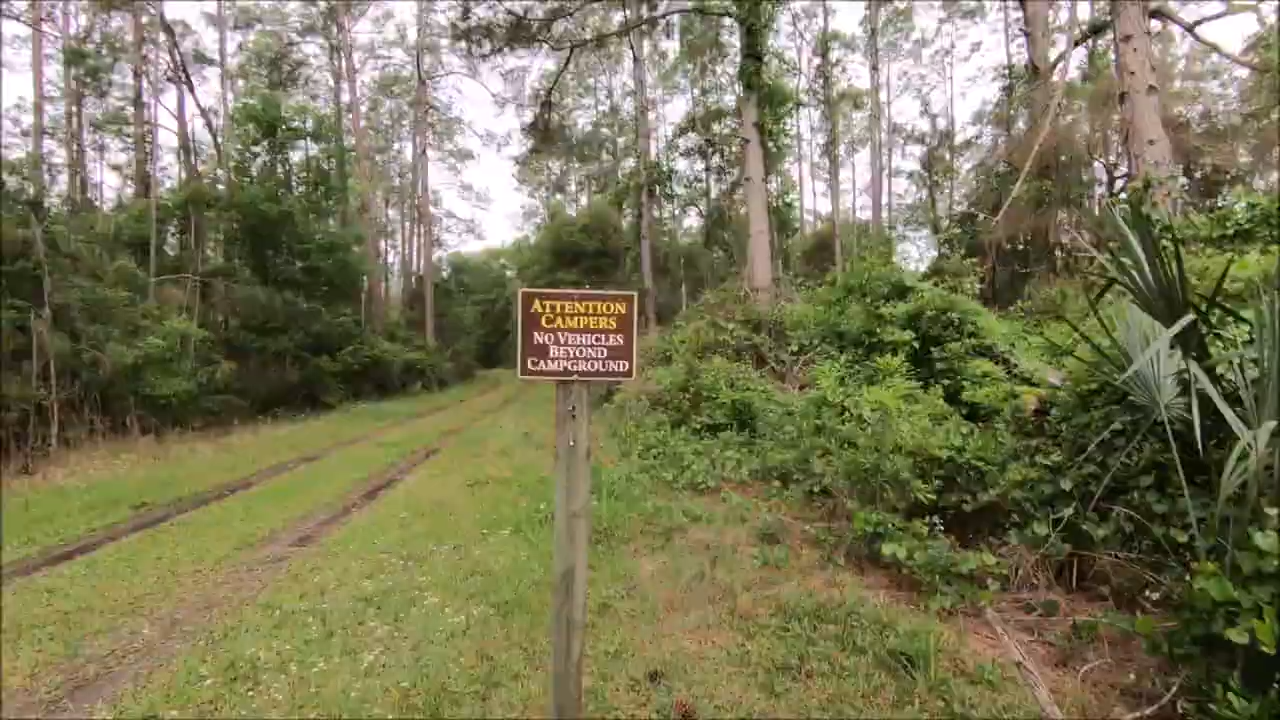 ATTENTION
CAMPERS
NO VEHICLES
BEYOND
CAMPGROUND